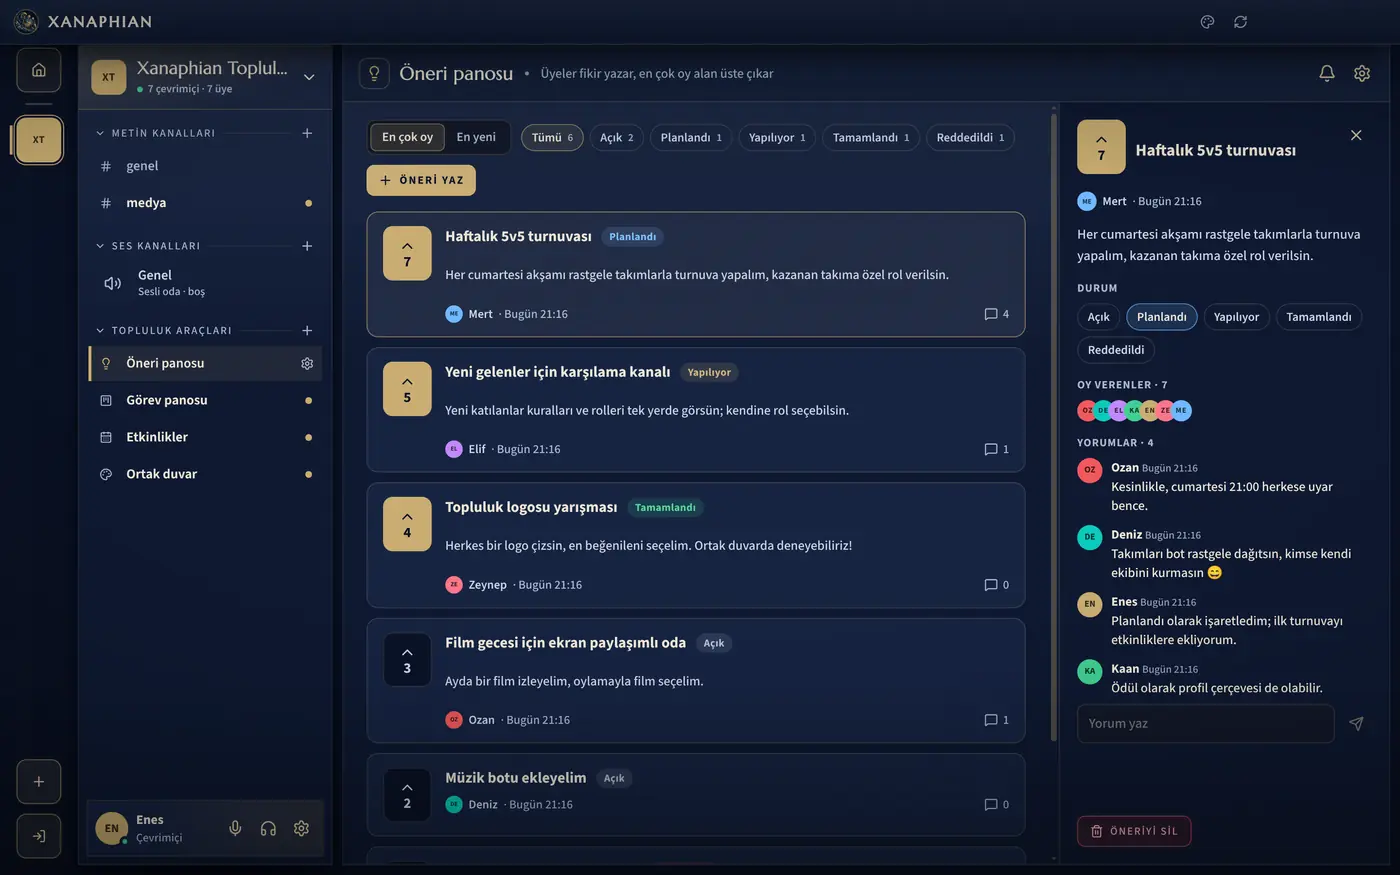 XANAPHIAN
XT
Xanaphian Toplul...
7 çevrimiçi · 7 üye
METİN KANALLARI
# genel
# medya
SES KANALLARI
Genel
Sesli oda · boş
TOPLULUK ARAÇLARI
Öneri panosu
Görev panosu
Etkinlikler
Ortak duvar
EN
Enes
Çevrimiçi
XT
Öneri panosu • Üyeler fikir yazar, en çok oy alan üste çıkar
En çok oy En yeni Tümü 6 Açık 2 Planlandı 1 Yapılıyor 1 Tamamlandı 1 Reddedildi 1
+ ÖNERİ YAZ
7
Haftalık 5v5 turnuvası Planlandı
Her cumartesi akşamı rastgele takımlarla turnuva yapalım, kazanan takıma özel rol verilsin.
ME Mert · Bugün 21:16 4
5
Yeni gelenler için karşılama kanalı Yapılıyor
Yeni katılanlar kuralları ve rolleri tek yerde görsün; kendine rol seçebilsin.
EL Elif · Bugün 21:16 1
4
Topluluk logosu yarışması Tamamlandı
Herkes bir logo çizsin, en beğenileni seçelim. Ortak duvarda deneyebiliriz!
ZE Zeynep · Bugün 21:16 0
3
Film gecesi için ekran paylaşımlı oda Açık
Ayda bir film izleyelim, oylamayla film seçelim.
OZ Ozan · Bugün 21:16 1
2
Müzik botu ekleyelim Açık
DE Deniz · Bugün 21:16 0
7
Haftalık 5v5 turnuvası
ME Mert · Bugün 21:16
Her cumartesi akşamı rastgele takımlarla turnuva
yapalım, kazanan takıma özel rol verilsin.
DURUM
Açık Planlandı Yapılıyor Tamamlandı
Reddedildi
OY VERENLER · 7
OZ DE EL KA EN ZE ME
YORUMLAR · 4
OZ Ozan Bugün 21:16
Kesinlikle, cumartesi 21:00 herkese uyar
bence.
DE Deniz Bugün 21:16
Takımları bot rastgele dağıtsın, kimse kendi
ekibini kurmasın 😄
EN Enes Bugün 21:16
Planlandı olarak işaretledim; ilk turnuvayı
etkinliklere ekliyorum.
KA Kaan Bugün 21:16
Ödül olarak profil çerçevesi de olabilir.
Yorum yaz
ÖNERİYİ SİL